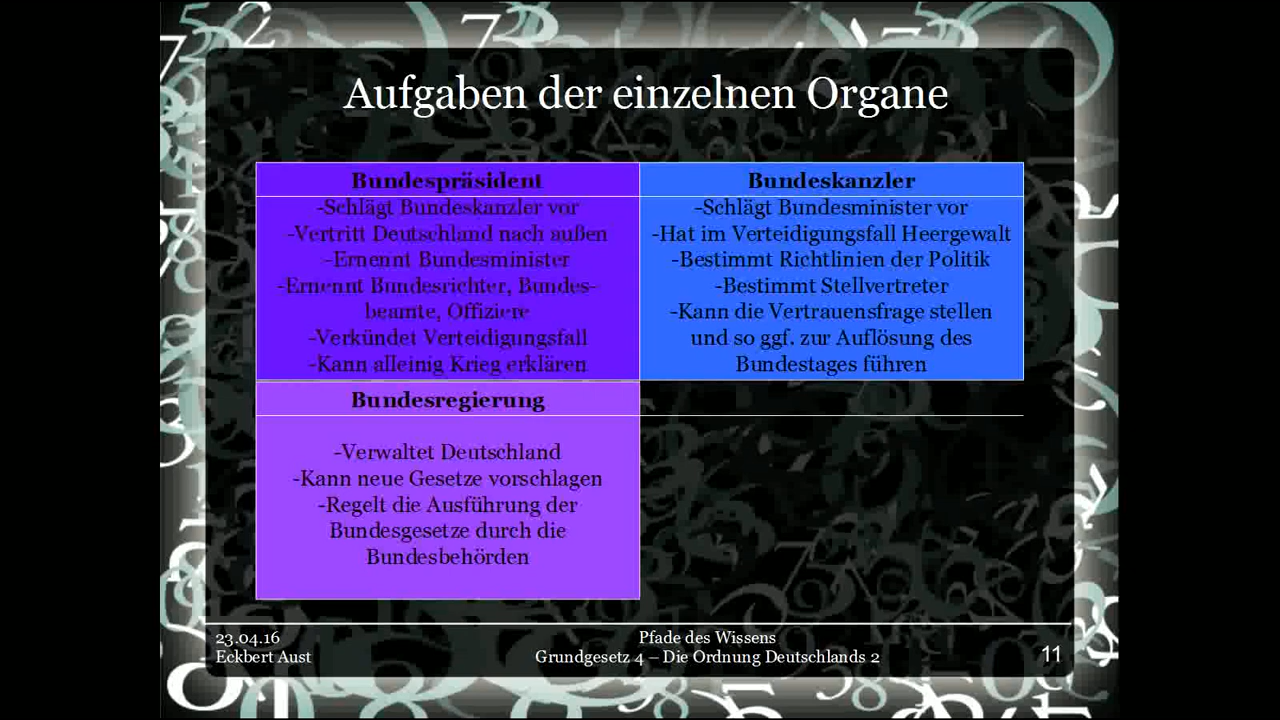 Aufgaben der einzelnen Organe
Bundespräsident
-Schlägt Bundeskanzler vor
-Vertritt Deutschland nach außen
-Ernennt Bundesminister
-Ernennt Bundesrichter, Bundes-
beamte, Offiziere
-Verkündet Verteidigungsfall
-Kann alleinig Krieg erklären
Bundeskanzler
-Schlägt Bundesminister vor
-Hat im Verteidigungsfall Heergewalt
-Bestimmt Richtlinien der Politik
-Bestimmt Stellvertreter
-Kann die Vertrauensfrage stellen
und so ggf. zur Auflösung des
Bundestages führen
Bundesregierung
-Verwaltet Deutschland
-Kann neue Gesetze vorschlagen
-Regelt die Ausführung der
Bundesgesetze durch die
Bundesbehörden
23.04.16
Eckbert Aust
Pfade des Wissens
Grundgesetz 4 – Die Ordnung Deutschlands 2
11